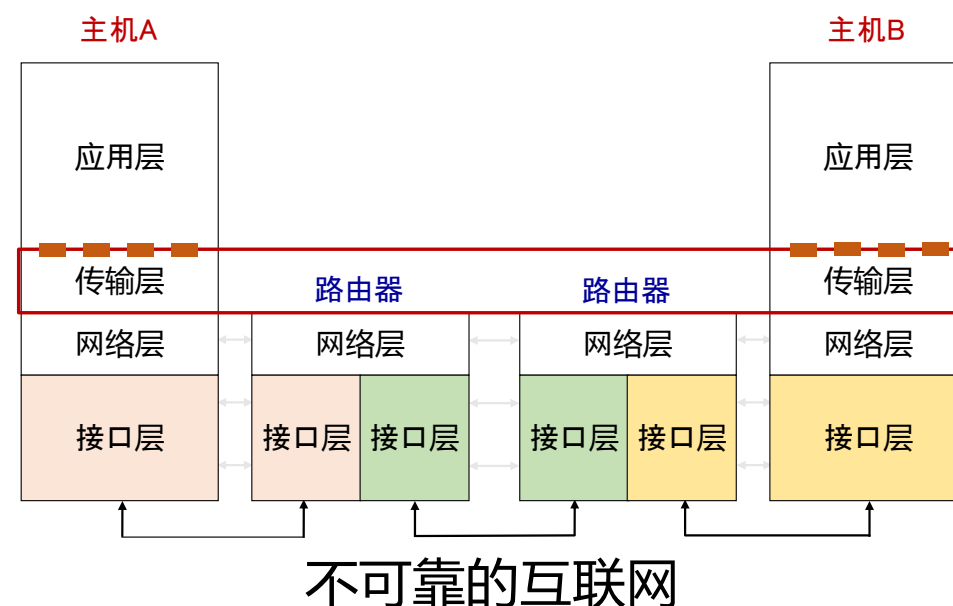 主机A
主机B
应用层
应用层
传输层
路由器
路由器
传输层
网络层
网络层
网络层
网络层
接口层
接口层
接口层
接口层
接口层
接口层
不可靠的互联网